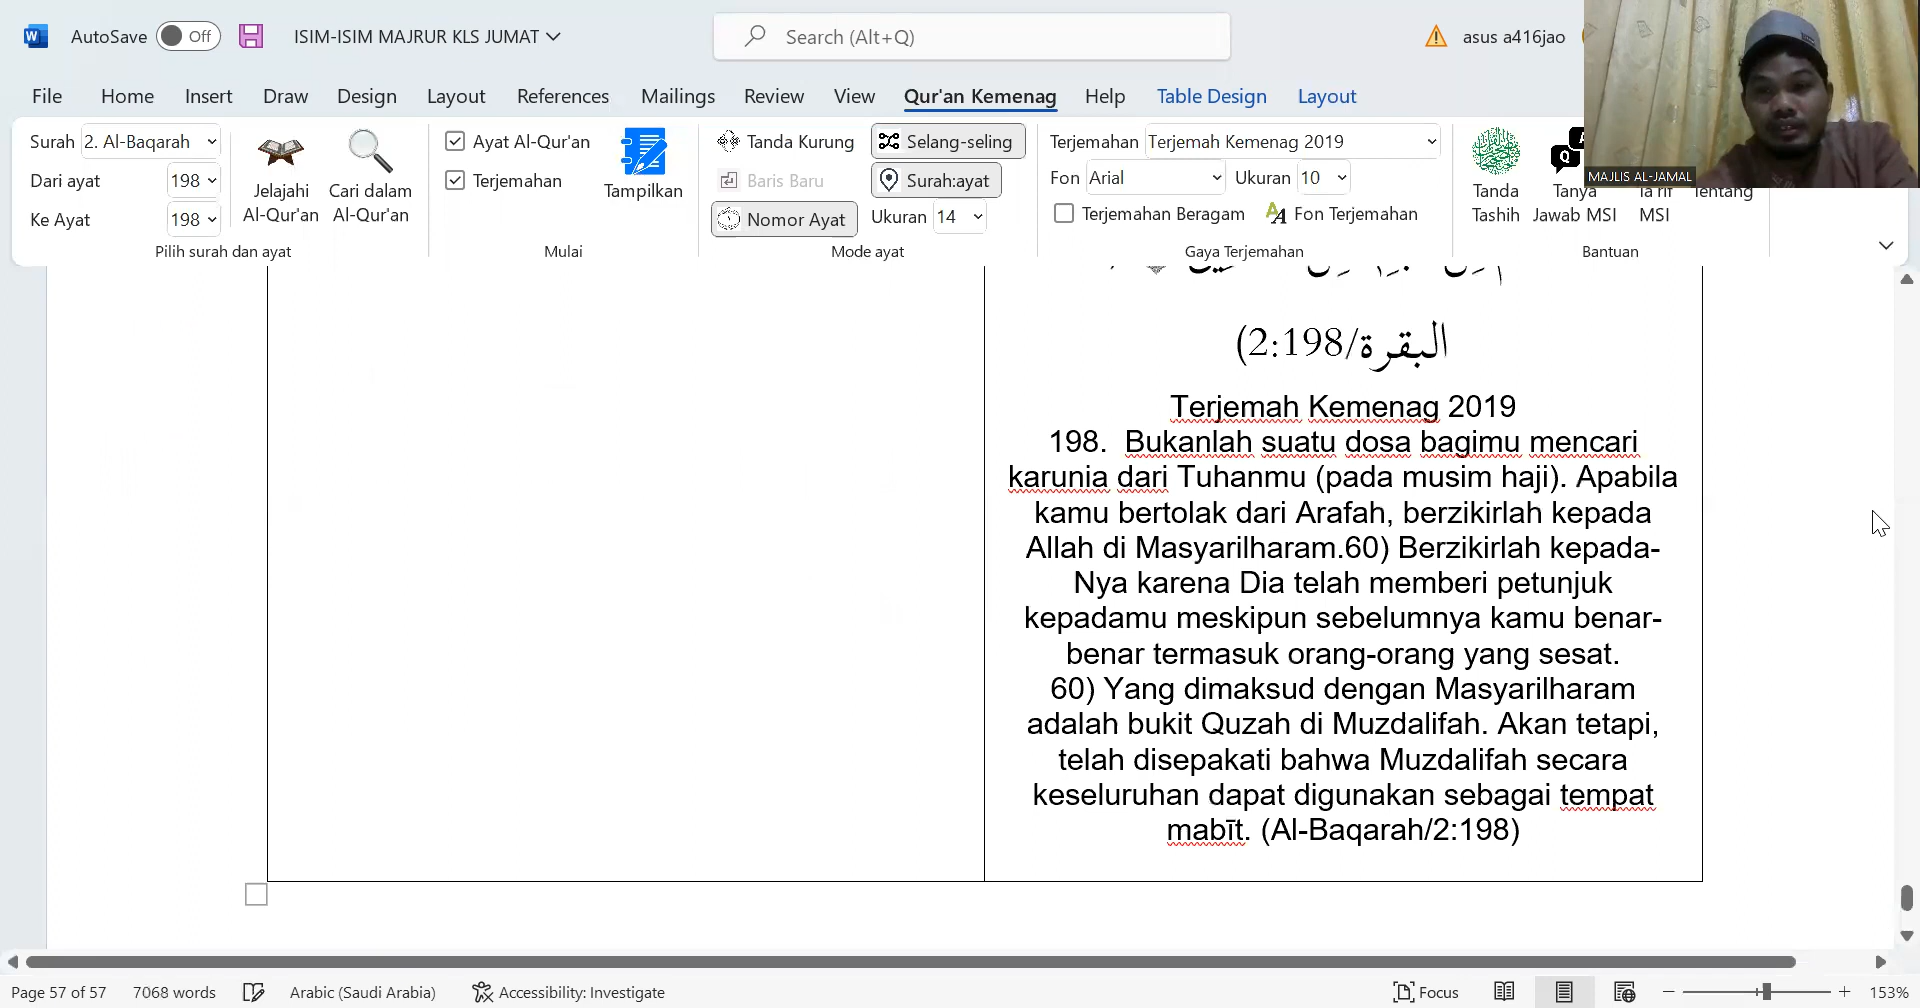 AutoSave Off ISIM-ISIM MAJRUR KLS JUMAT Search (Alt+Q) asus a416jao
File Home Insert Draw Design Layout References Mailings Review View Qur'an Kemenag Help Table Design Layout
Surah 2. Al-Baqarah
Dari ayat 198
Ke Ayat 198
Jelajahi
Al-Qur'an
Cari dalam
Al-Qur'an
Pilih surah dan ayat
Ayat Al-Qur'an
Terjemahan
Tampilkan
Mulai
Tanda Kurung
Baris Baru
Nomor Ayat
Selang-seling
Surah:ayat
Ukuran 14
Mode ayat
Terjemahan Terjemah Kemenag 2019
Fon Arial Ukuran 10
Terjemahan Beragam Fon Terjemahan
Gaya Terjemahan
Tanda
Tashih
Tanya
Jawab MSI
MSI
Tentang
Bantuan
MAJLIS AL-JAMAL
البقرة/2:198)
Terjemah Kemenag 2019
198. Bukanlah suatu dosa bagimu mencari
karunia dari Tuhanmu (pada musim haji). Apabila
kamu bertolak dari Arafah, berzikirlah kepada
Allah di Masyarilharam.60) Berzikirlah kepada-
Nya karena Dia telah memberi petunjuk
kepadamu meskipun sebelumnya kamu benar-
benar termasuk orang-orang yang sesat.
60) Yang dimaksud dengan Masyarilharam
adalah bukit Quzah di Muzdalifah. Akan tetapi,
telah disepakati bahwa Muzdalifah secara
keseluruhan dapat digunakan sebagai tempat
mabīt. (Al-Baqarah/2:198)
Page 57 of 57 7068 words Arabic (Saudi Arabia) Accessibility: Investigate Focus 153%